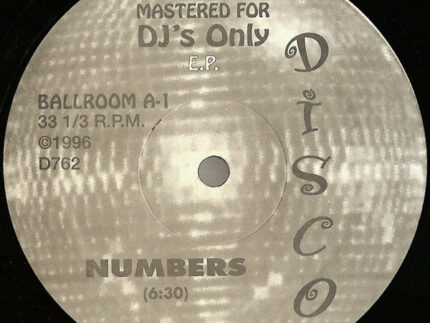 MASTERED FOR
DJ's Only
E.P.
BALLROOM A-1
33 1/3 R.P.M.
©1996
D762
DISCO
NUMBERS
(6:30)